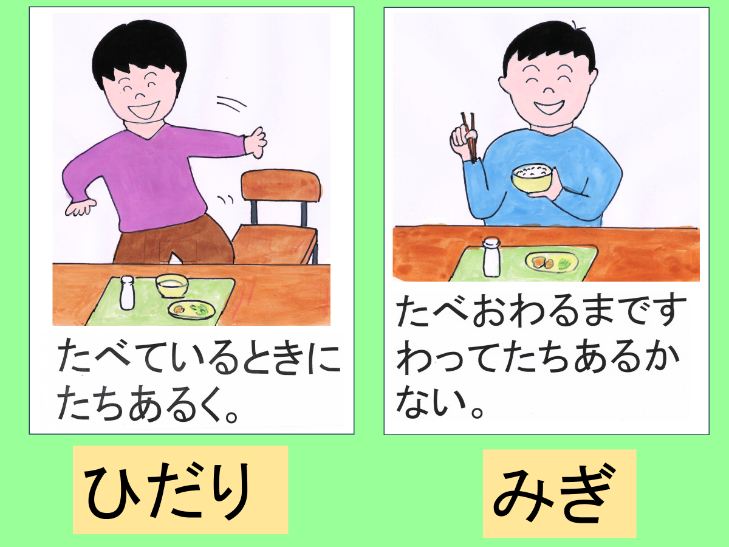 たべているときに
たちあるく。
ひだり
たべおわるまです
わってたちあるか
ない。
みぎ